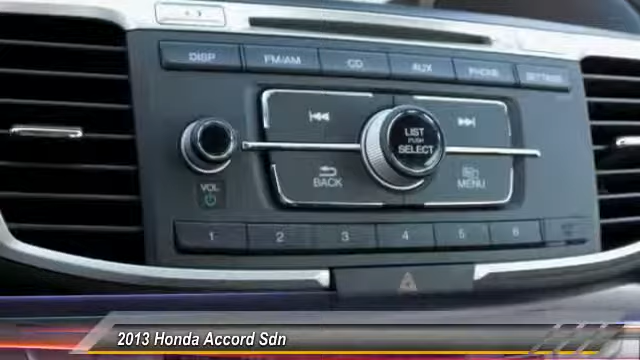 DISP FM/AM CD AUX PHONE SETTINGS
LIST
PUSH
SELECT
BACK
MENU
VOL
1 2 3 4 5 6
2013 Honda Accord Sdn